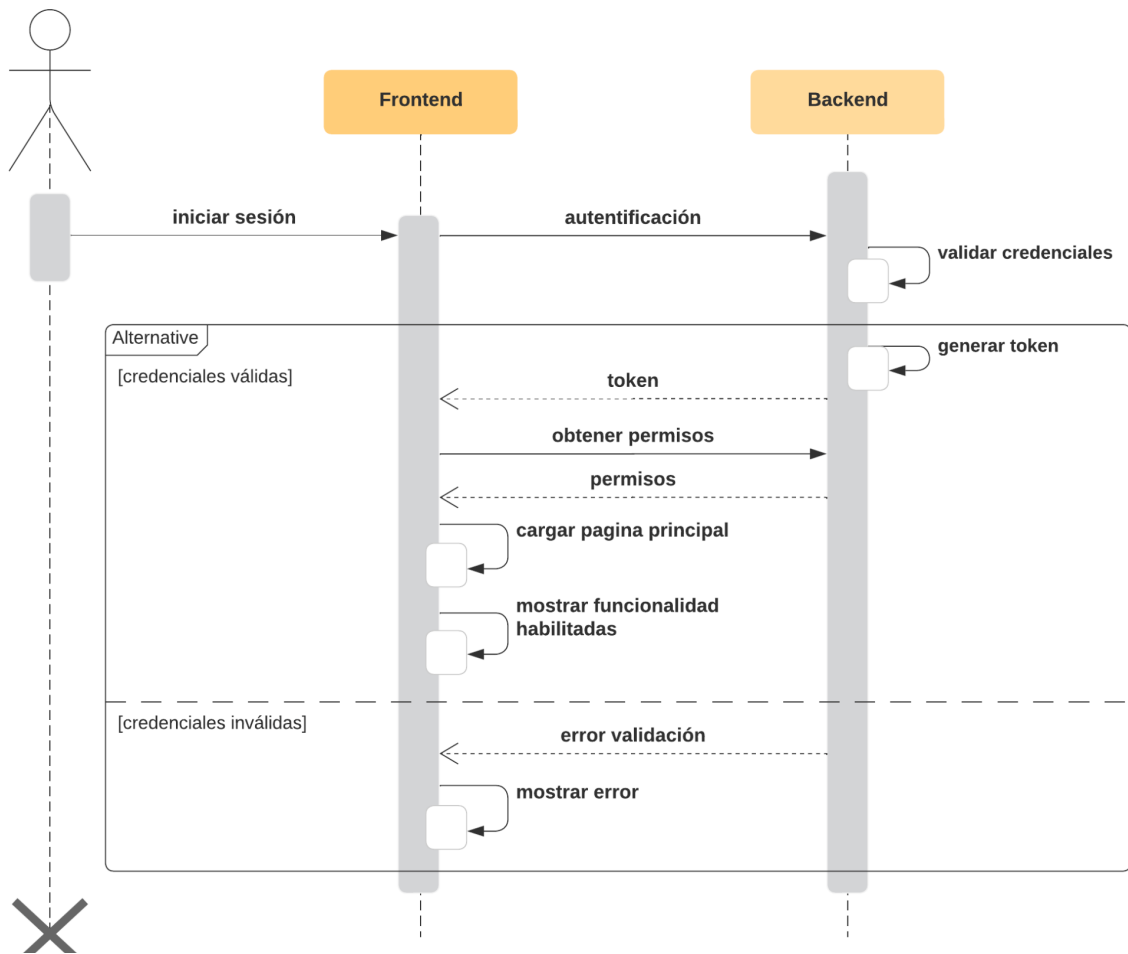 Frontend
Backend
iniciar sesión
autentificación
validar credenciales
Alternative
generar token
[credenciales válidas]
token
obtener permisos
permisos
cargar pagina principal
mostrar funcionalidad
habilitadas
[credenciales inválidas]
error validación
mostrar error